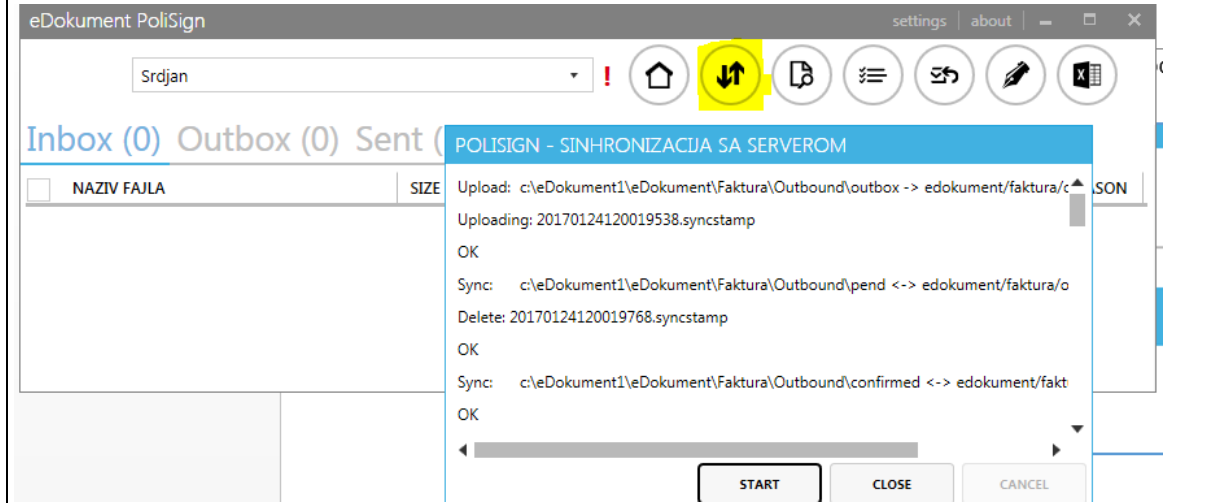 eDokument PoliSign
settings | about
Srdjan
!
Inbox (0) Outbox (0) Sent (
POLISIGN - SINHRONIZACIJA SA SERVEROM
NAZIV FAJLA SIZE
Upload: c:\eDokument1\eDokument\Faktura\Outbound\outbox -> edokument/faktura/c
Uploading: 20170124120019538.syncstamp
OK
Sync: c:\eDokument1\eDokument\Faktura\Outbound\pend <-> edokument/faktura/o
Delete: 20170124120019768.syncstamp
OK
Sync: c:\eDokument1\eDokument\Faktura\Outbound\confirmed <-> edokument/fakt
OK
START CLOSE CANCEL